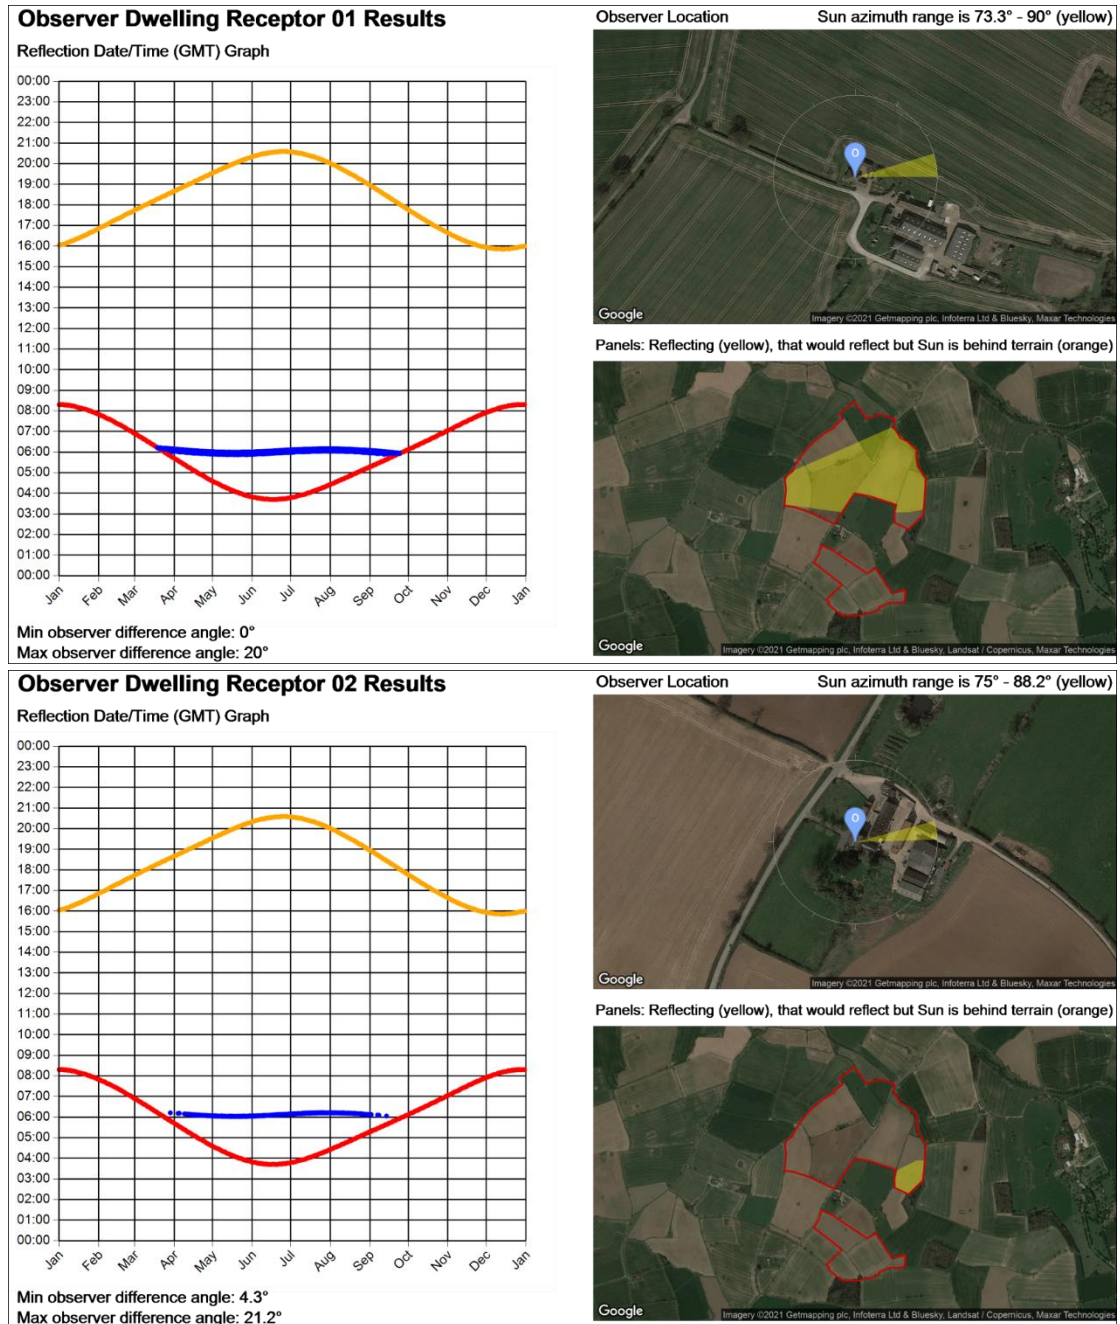 Observer Dwelling Receptor 01 Results
Reflection Date/Time (GMT) Graph
00:00
23:00
22:00
21:00
20:00
19:00
18:00
17:00
16:00
15:00
14:00
13:00
12:00
11:00
10:00
09:00
08:00
07:00
06:00
05:00
04:00
03:00
02:00
01:00
00:00
Jan Feb Mar Apr May Jun Jul Aug Sep Oct Nov Dec Jan
Min observer difference angle: 0°
Max observer difference angle: 20°
Observer Location Sun azimuth range is 73.3° - 90° (yellow)
0
Google
Imagery ©2021 Getmapping plc, Infoterra Ltd & Bluesky, Maxar Technologies
Panels: Reflecting (yellow), that would reflect but Sun is behind terrain (orange)
Google
Imagery ©2021 Getmapping plc, Infoterra Ltd & Bluesky, Landsat / Copernicus, Maxar Technologies
Observer Dwelling Receptor 02 Results
Reflection Date/Time (GMT) Graph
00:00
23:00
22:00
21:00
20:00
19:00
18:00
17:00
16:00
15:00
14:00
13:00
12:00
11:00
10:00
09:00
08:00
07:00
06:00
05:00
04:00
03:00
02:00
01:00
00:00
Jan Feb Mar Apr May Jun Jul Aug Sep Oct Nov Dec Jan
Min observer difference angle: 4.3°
Max observer difference angle: 21.2°
Observer Location Sun azimuth range is 75° - 88.2° (yellow)
0
Google
Imagery ©2021 Getmapping plc, Infoterra Ltd & Bluesky, Maxar Technologies
Panels: Reflecting (yellow), that would reflect but Sun is behind terrain (orange)
Google
Imagery ©2021 Getmapping plc, Infoterra Ltd & Bluesky, Landsat / Copernicus, Maxar Technologies